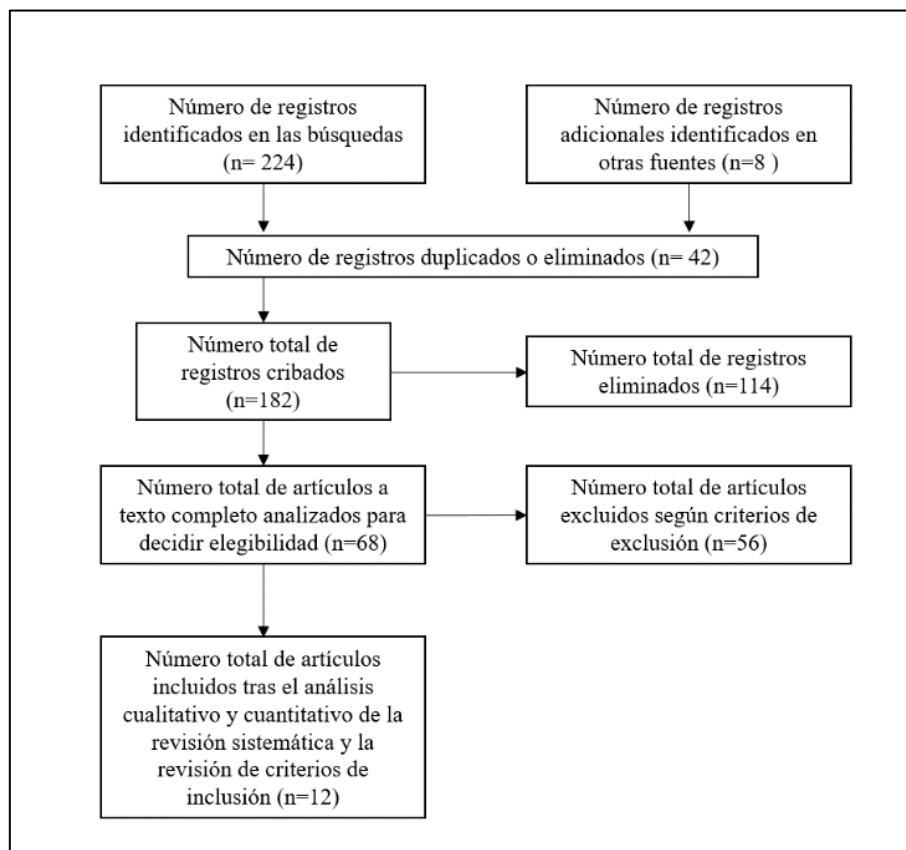 Número de registros
identificados en las búsquedas
(n= 224)
Número de registros
adicionales identificados en
otras fuentes (n=8 )
Número de registros duplicados o eliminados (n= 42)
Número total de
registros cribados
(n=182)
Número total de registros
eliminados (n=114)
Número total de artículos a
texto completo analizados para
decidir elegibilidad (n=68)
Número total de artículos
excluidos según criterios de
exclusión (n=56)
Número total de artículos
incluidos tras el análisis
cualitativo y cuantitativo de la
revisión sistemática y la
revisión de criterios de
inclusión (n=12)